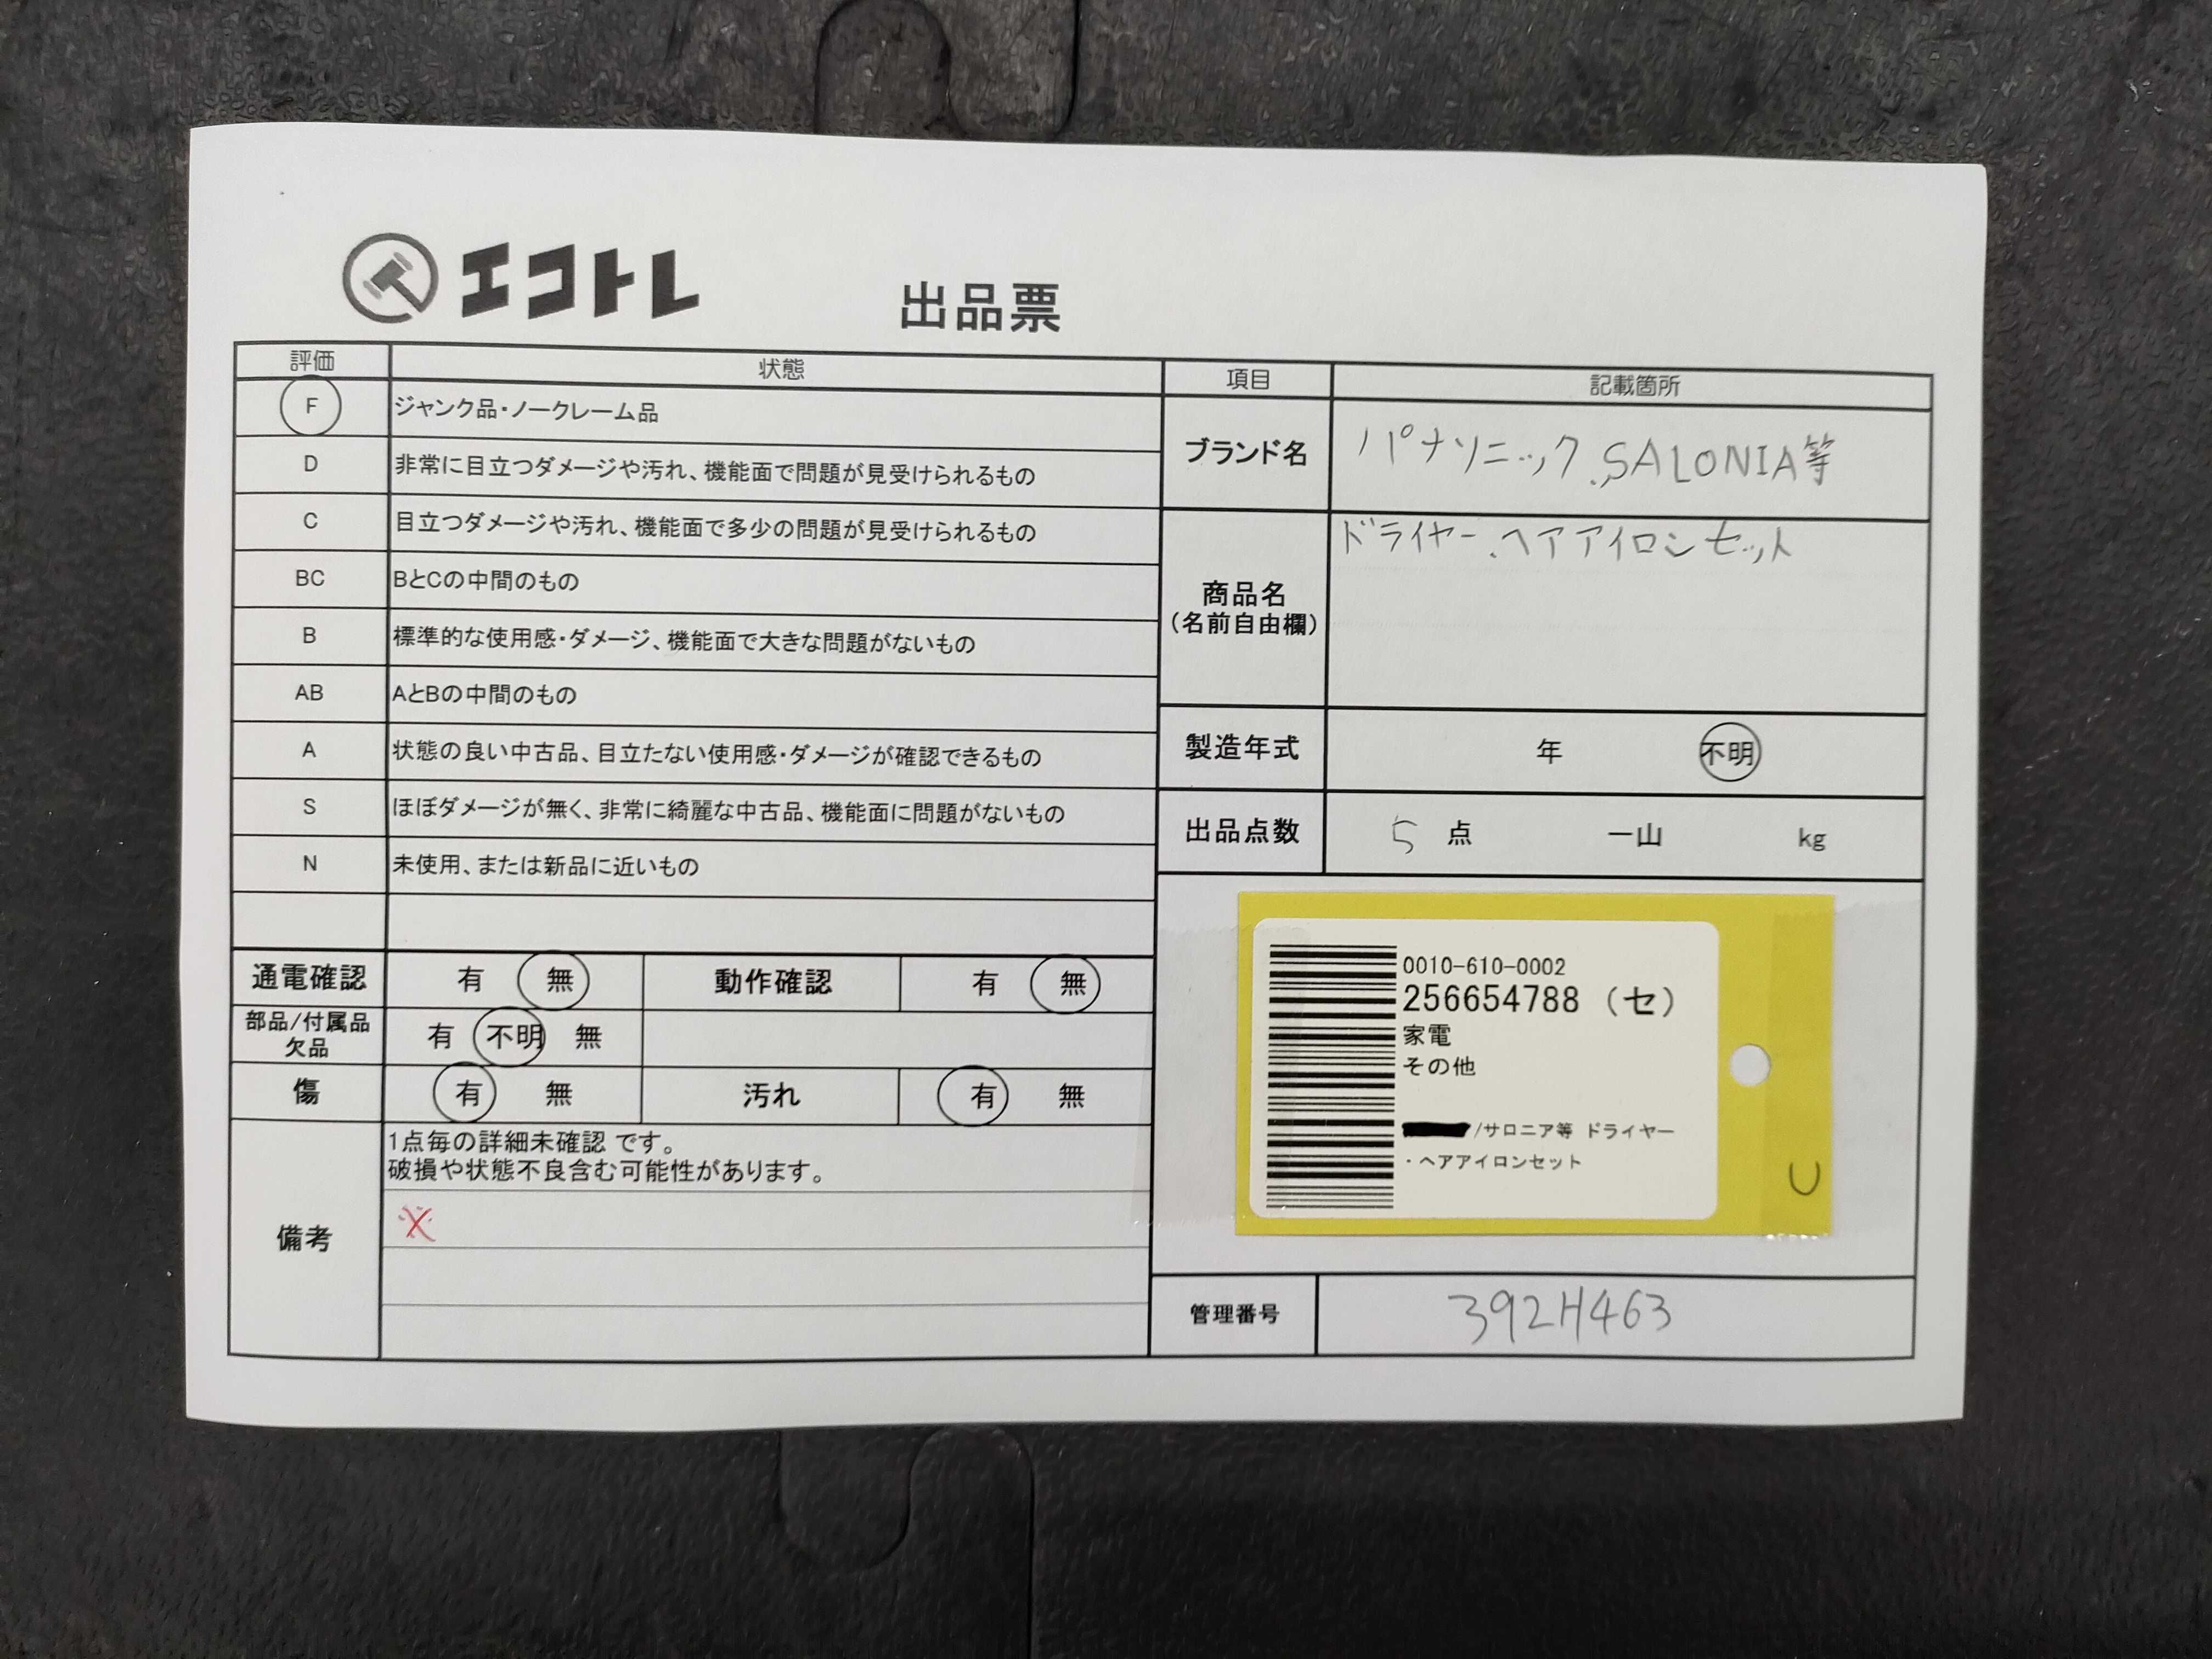 エコトレ
出品票
評価 状態
F ジャンク品・ノークレーム品
D 非常に目立つダメージや汚れ、機能面で問題が見受けられるもの
C 目立つダメージや汚れ、機能面で多少の問題が見受けられるもの
BC BとCの中間のもの
B 標準的な使用感・ダメージ、機能面で大きな問題がないもの
AB AとBの中間のもの
A 状態の良い中古品、目立たない使用感・ダメージが確認できるもの
S ほぼダメージが無く、非常に綺麗な中古品、機能面に問題がないもの
N 未使用、または新品に近いもの
通電確認 有 無 動作確認 有 無
部品/付属品
欠品 有 不明 無
傷 有 無 汚れ 有 無
備考
1点毎の詳細未確認 です。
破損や状態不良含む可能性があります。
※
項目 記載箇所
ブランド名 パナソニック、SALONIA等
商品名
(名前自由欄)
ドライヤー、ヘアアイロンセット
製造年式 年 不明
出品点数 5 点 一山 kg
0010-610-0002
256654788 (セ)
家電
その他
/サロニア等 ドライヤー
・ヘアアイロンセット
U
管理番号 392H463